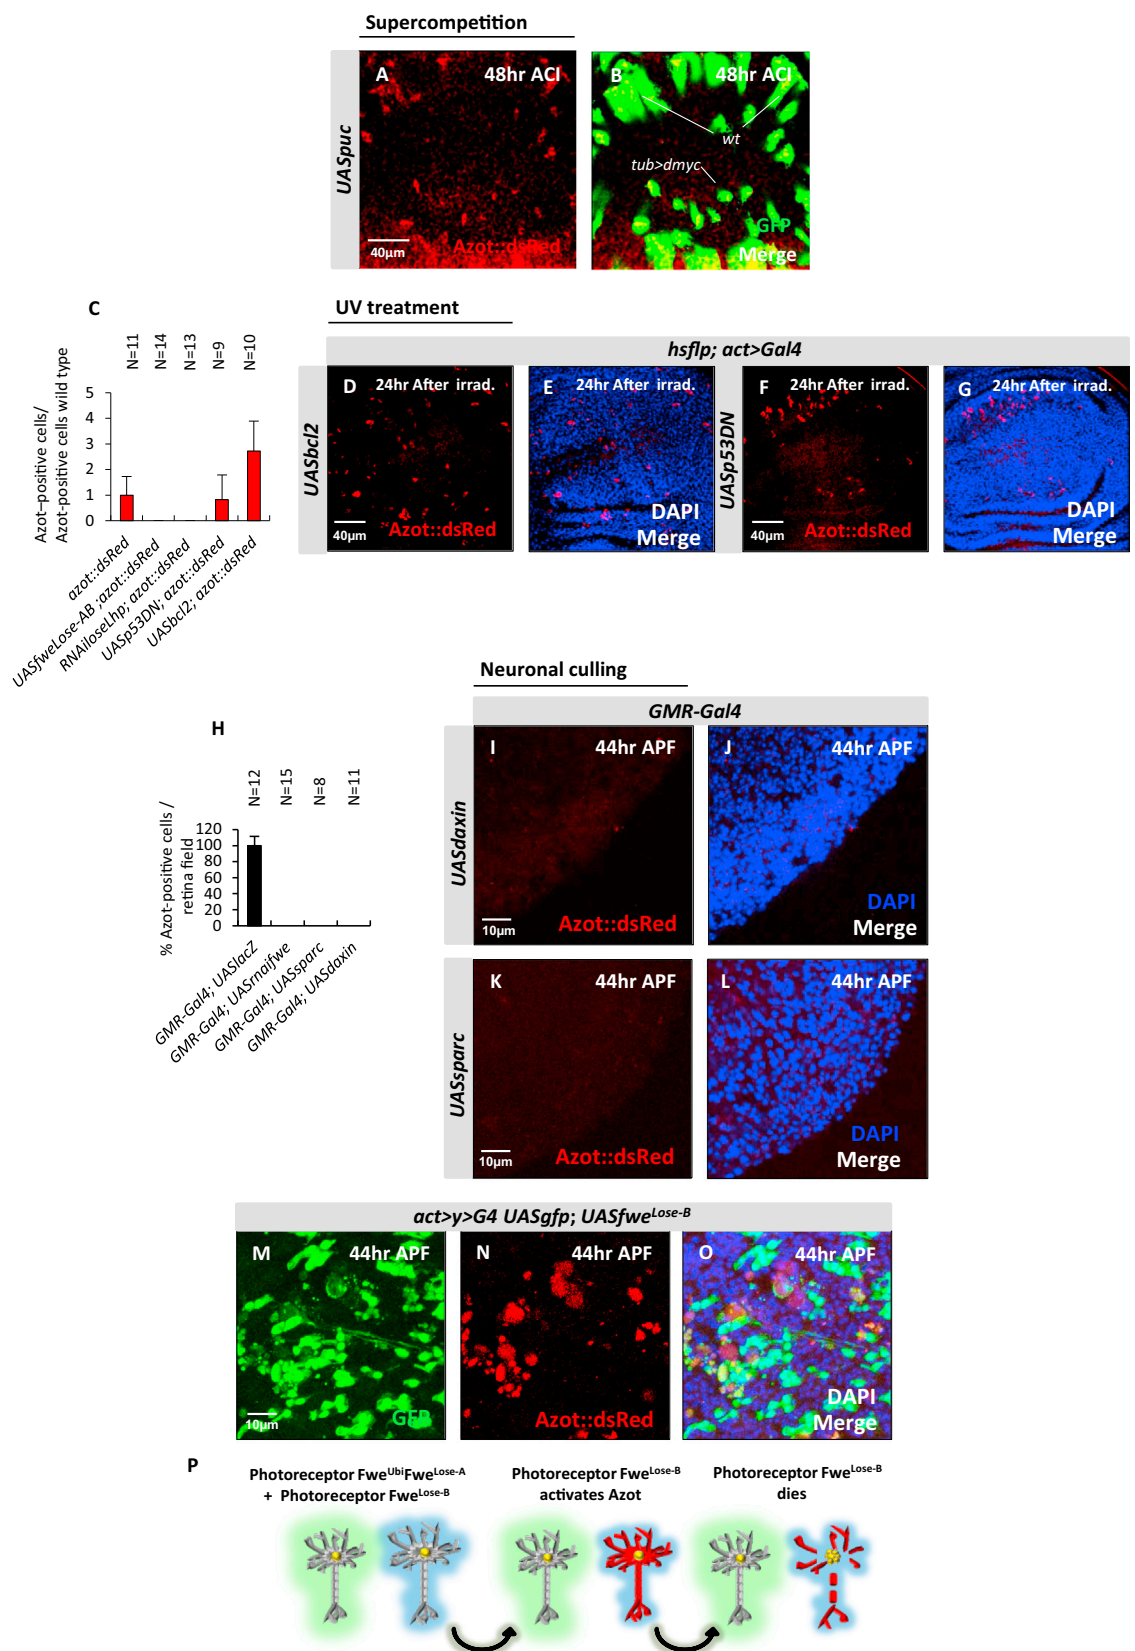 Supercompetition
UASpuc
A
48hr ACI
Azot::dsRed
40µm
B
48hr ACI
wt
tub>dmyc
GFP
Merge
C
N=11
N=14
N=13
N=9
N=10
Azot–positive cells/
Azot-positive cells wild type
5
4
3
2
1
0
azot::dsRed
UASfweLose-AB ;azot::dsRed
RNAiloseLhp; azot::dsRed
UASp53DN; azot::dsRed
UASbcl2; azot::dsRed
UV treatment
hsflp; act>Gal4
UASbcl2
D
24hr After irrad.
Azot::dsRed
40µm
E
24hr After irrad.
DAPI
Merge
UASp53DN
F
24hr After irrad.
Azot::dsRed
40µm
G
24hr After irrad.
DAPI
Merge
Neuronal culling
GMR-Gal4
H
N=12
N=15
N=8
N=11
% Azot-positive cells /
retina field
120
100
80
60
40
20
0
GMR-Gal4; UASlacZ
GMR-Gal4; UASrnaifwe
GMR-Gal4; UASsparc
GMR-Gal4; UASdaxin
UASdaxin
I
44hr APF
10µm
Azot::dsRed
J
44hr APF
DAPI
Merge
UASsparc
K
44hr APF
10µm
Azot::dsRed
L
44hr APF
DAPI
Merge
act>y>G4 UASgfp; UASfweLose-B
M
44hr APF
10µm
GFP
N
44hr APF
Azot::dsRed
O
44hr APF
DAPI
Merge
P
Photoreceptor FweUbiFweLose-A
+ Photoreceptor FweLose-B
Photoreceptor FweLose-B
activates Azot
Photoreceptor FweLose-B
dies